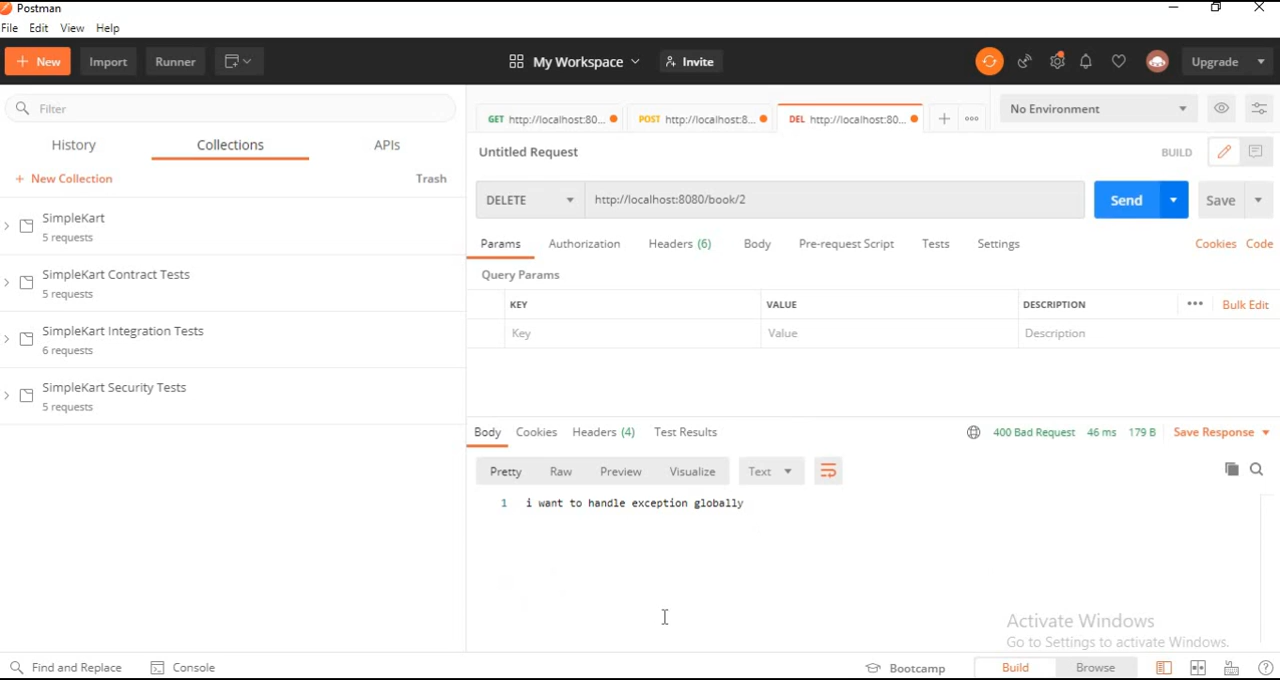 Postman
File Edit View Help
+ New Import Runner My Workspace Invite Upgrade
Filter
History Collections APIs
+ New Collection Trash
SimpleKart
5 requests
SimpleKart Contract Tests
5 requests
SimpleKart Integration Tests
6 requests
SimpleKart Security Tests
5 requests
GET http://localhost:80... POST http://localhost:8... DEL http://localhost:80... + ••• No Environment
Untitled Request BUILD
DELETE http://localhost:8080/book/2 Send Save
Params Authorization Headers (6) Body Pre-request Script Tests Settings Cookies Code
Query Params
KEY VALUE DESCRIPTION ••• Bulk Edit
Key Value Description
Body Cookies Headers (4) Test Results 400 Bad Request 46 ms 179 B Save Response
Pretty Raw Preview Visualize Text
1 i want to handle exception globally
Activate Windows
Go to Settings to activate Windows.
Find and Replace Console Bootcamp Build Browse